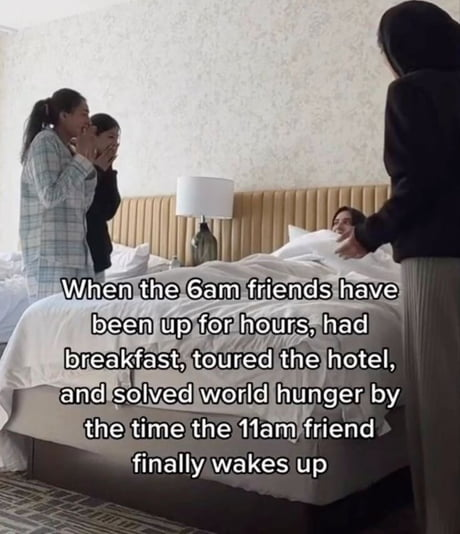 When the 6am friends have
been up for hours, had
breakfast, toured the hotel,
and solved world hunger by
the time the 11am friend
finally wakes up